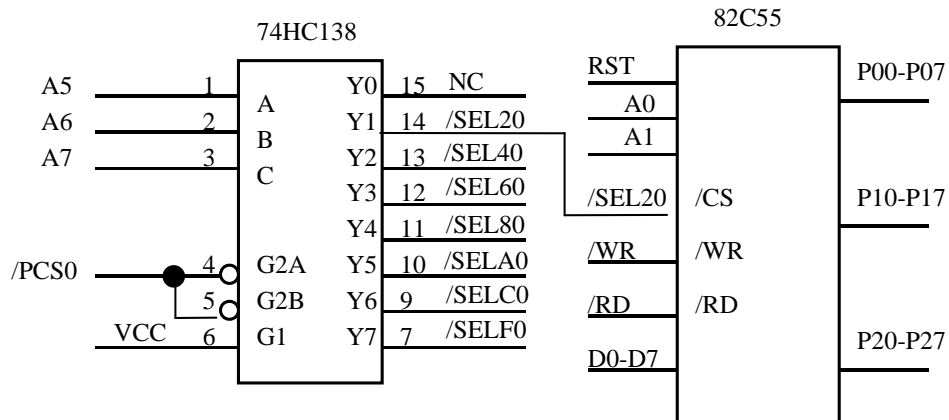 74HC138
A5 1 A Y0 15 NC
A6 2 B Y1 14 /SEL20
A7 3 C Y2 13 /SEL40
Y3 12 /SEL60
Y4 11 /SEL80
/PCS0 4 G2A Y5 10 /SELA0
5 G2B Y6 9 /SELC0
VCC 6 G1 Y7 7 /SELF0
82C55
RST P00-P07
A0
A1
/SEL20 /CS P10-P17
/WR /WR
/RD /RD
D0-D7 P20-P27